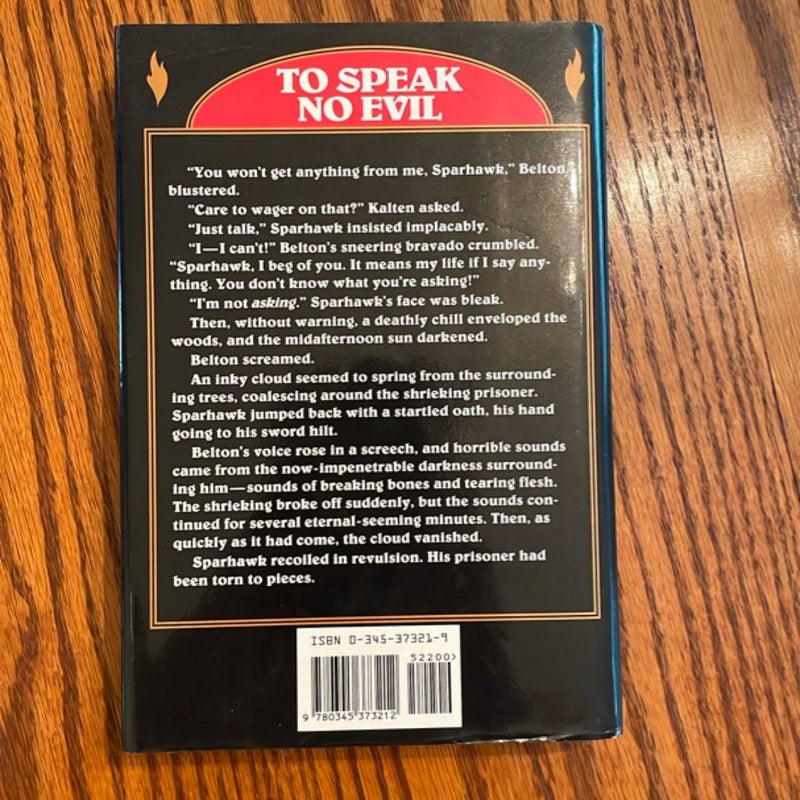 TO SPEAK
NO EVIL
“You won't get anything from me, Sparhawk,” Belton
blustered.
“Care to wager on that?” Kalten asked.
“Just talk,” Sparhawk insisted implacably.
“I—I can't!” Belton's sneering bravado crumbled.
“Sparhawk, I beg of you. It means my life if I say any-
thing. You don't know what you're asking!”
“I'm not asking.” Sparhawk's face was bleak.
Then, without warning, a deathly chill enveloped the
woods, and the midafternoon sun darkened.
Belton screamed.
An inky cloud seemed to spring from the surround-
ing trees, coalescing around the shrieking prisoner.
Sparhawk jumped back with a startled oath, his hand
going to his sword hilt.
Belton's voice rose in a screech, and horrible sounds
came from the now-impenetrable darkness surround-
ing him—sounds of breaking bones and tearing flesh.
The shrieking broke off suddenly, but the sounds con-
tinued for several eternal-seeming minutes. Then, as
quickly as it had come, the cloud vanished.
Sparhawk recoiled in revulsion. His prisoner had
been torn to pieces.
ISBN 0-345-37321-9
52200>
9 780345 373212